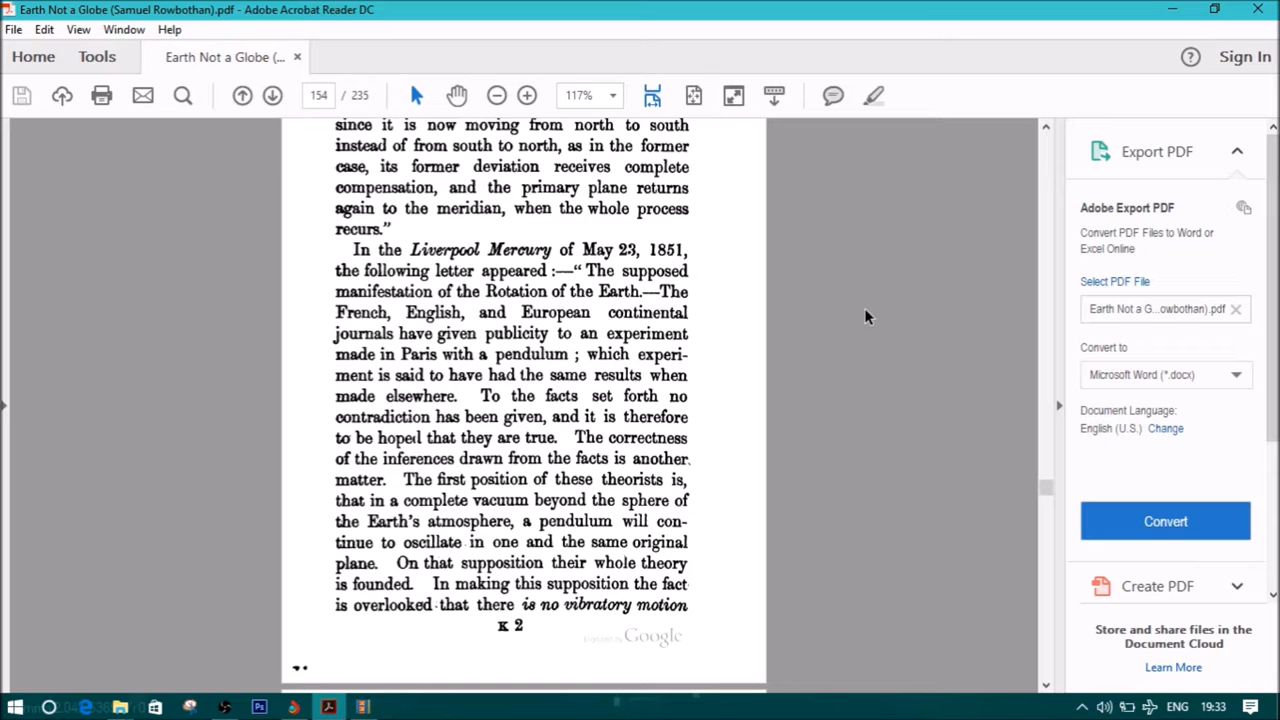 Earth Not a Globe (Samuel Rowbothan).pdf - Adobe Acrobat Reader DC
File Edit View Window Help
Home Tools Earth Not a Globe (... × Sign In
154 / 235 117%
since it is now moving from north to south
instead of from south to north, as in the former
case, its former deviation receives complete
compensation, and the primary plane returns
again to the meridian, when the whole process
recurs."
In the Liverpool Mercury of May 23, 1851,
the following letter appeared :—" The supposed
manifestation of the Rotation of the Earth.—The
French, English, and European continental
journals have given publicity to an experiment
made in Paris with a pendulum ; which experi-
ment is said to have had the same results when
made elsewhere. To the facts set forth no
contradiction has been given, and it is therefore
to be hoped that they are true. The correctness
of the inferences drawn from the facts is another
matter. The first position of these theorists is,
that in a complete vacuum beyond the sphere of
the Earth's atmosphere, a pendulum will con-
tinue to oscillate in one and the same original
plane. On that supposition their whole theory
is founded. In making this supposition the fact
is overlooked that there is no vibratory motion
K 2
Google
Export PDF
Adobe Export PDF
Convert PDF Files to Word or
Excel Online
Select PDF File
Earth Not a G...owbothan).pdf ×
Convert to
Microsoft Word (*.docx)
Document Language:
English (U.S.) Change
Convert
Create PDF
Store and share files in the
Document Cloud
Learn More
ENG 19:33